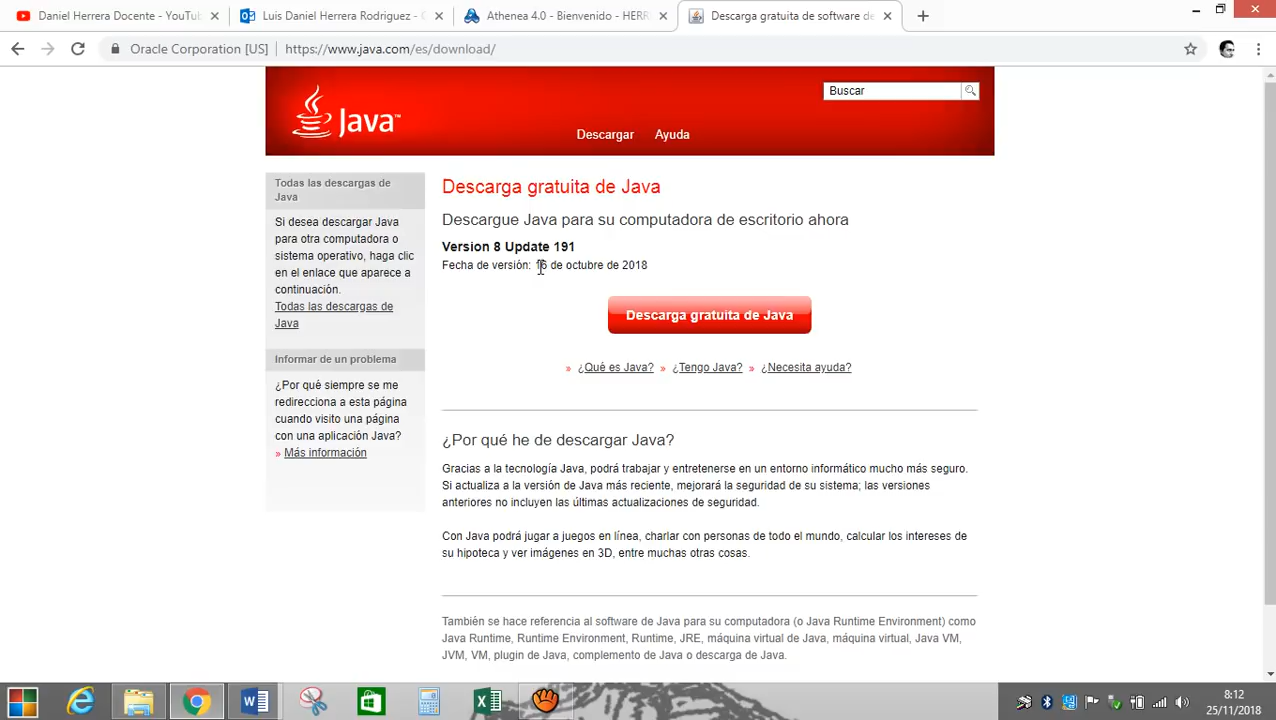 Daniel Herrera Docente - YouTub
Luis Daniel Herrera Rodriguez - C
Athenea 4.0 - Bienvenido - HERR
Descarga gratuita de software de
Oracle Corporation [US]
https://www.java.com/es/download/
Java™
Buscar
Descargar
Ayuda
Todas las descargas de
Java
Si desea descargar Java
para otra computadora o
sistema operativo, haga clic
en el enlace que aparece a
continuación.
Todas las descargas de
Java
Informar de un problema
¿Por qué siempre se me
redirecciona a esta página
cuando visito una página
con una aplicación Java?
» Más información
Descarga gratuita de Java
Descargue Java para su computadora de escritorio ahora
Version 8 Update 191
Fecha de versión: 16 de octubre de 2018
Descarga gratuita de Java
» ¿Qué es Java? » ¿Tengo Java? » ¿Necesita ayuda?
¿Por qué he de descargar Java?
Gracias a la tecnología Java, podrá trabajar y entretenerse en un entorno informático mucho más seguro.
Si actualiza a la versión de Java más reciente, mejorará la seguridad de su sistema; las versiones
anteriores no incluyen las últimas actualizaciones de seguridad.
Con Java podrá jugar a juegos en línea, charlar con personas de todo el mundo, calcular los intereses de
su hipoteca y ver imágenes en 3D, entre muchas otras cosas.
También se hace referencia al software de Java para su computadora (o Java Runtime Environment) como
Java Runtime, Runtime Environment, Runtime, JRE, máquina virtual de Java, máquina virtual, Java VM,
JVM, VM, plugin de Java, complemento de Java o descarga de Java.
8:12
25/11/2018